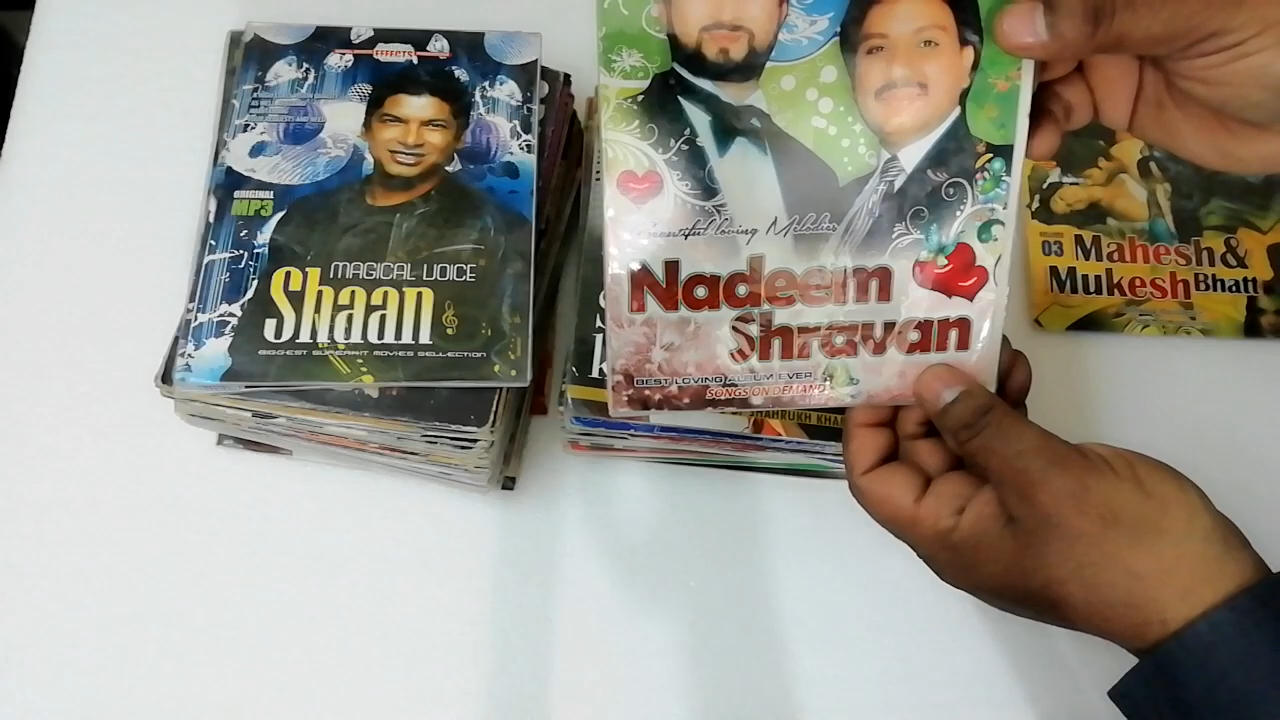 EFFECTS
ORIGINAL
MP3
MAGICAL VOICE
Shaan
BIGGEST SUPERHIT MOVIES SELLECTION
Beautiful loving Melodies
Nadeem
Shravan
BEST LOVING ALBUM EVER
SONGS ON DEMAND
SHAHRUKH KHAN
03 Mahesh &
Mukesh Bhatt